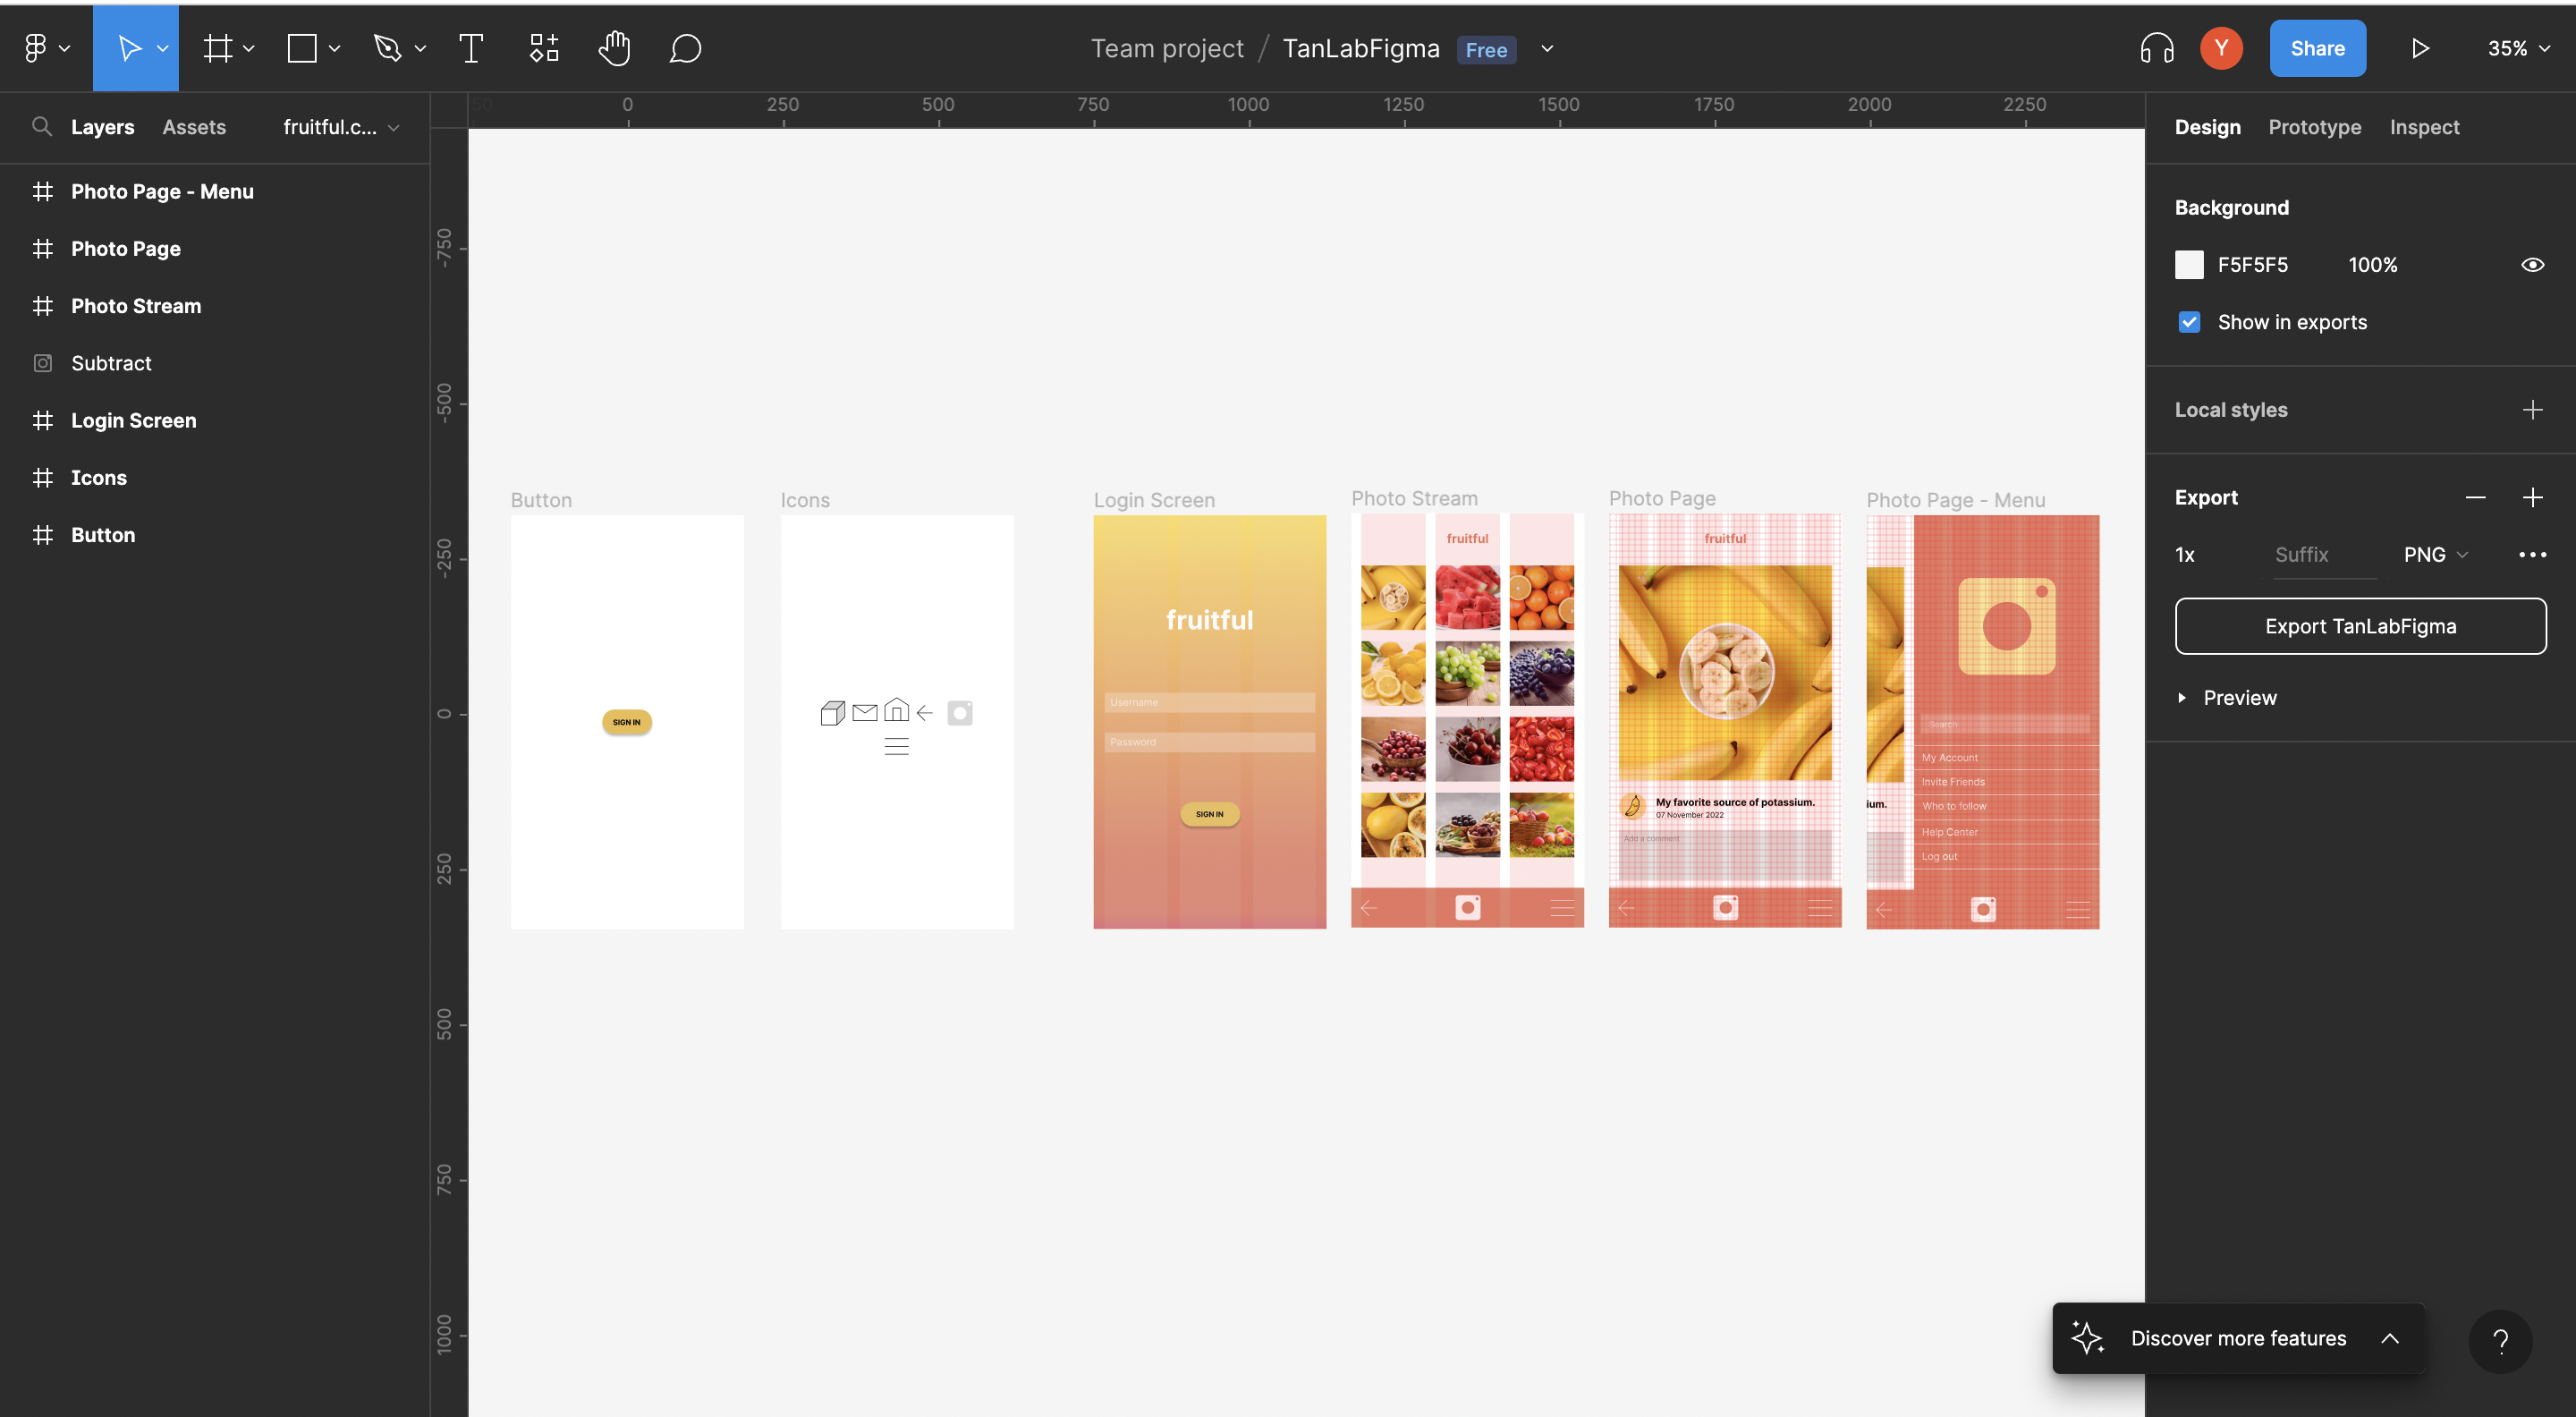 Team project / TanLabFigma Free
Y
Share
35%
Layers Assets fruitful.c...
Photo Page - Menu
Photo Page
Photo Stream
Subtract
Login Screen
Icons
Button
50 0 250 500 750 1000 1250 1500 1750 2000 2250
-750
-500
-250
0
250
500
750
1000
Button
SIGN IN
Icons
Login Screen
fruitful
Username
Password
SIGN IN
Photo Stream
fruitful
Photo Page
fruitful
My favorite source of potassium.
07 November 2022
Add a comment
Photo Page - Menu
ium.
Search
My Account
Invite Friends
Who to follow
Help Center
Log out
Design Prototype Inspect
Background
F5F5F5 100%
Show in exports
Local styles
Export
1x Suffix PNG
Export TanLabFigma
Preview
Discover more features
?